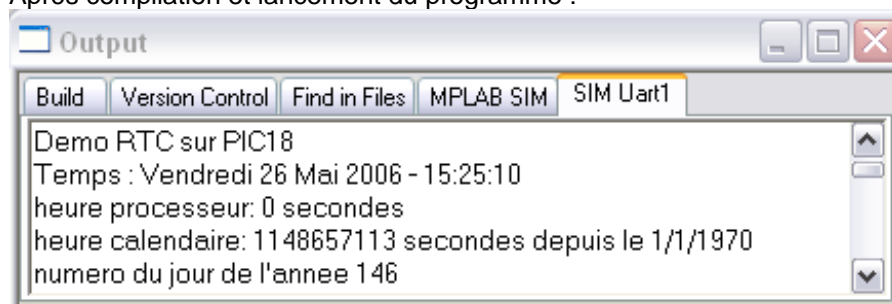 Après compilation et lancement du programme :
Output
Build Version Control Find in Files MPLAB SIM SIM Uart1
Demo RTC sur PIC18
Temps : Vendredi 26 Mai 2006 - 15:25:10
heure processeur: 0 secondes
heure calendaire: 1148657113 secondes depuis le 1/1/1970
numero du jour de l'annee 146